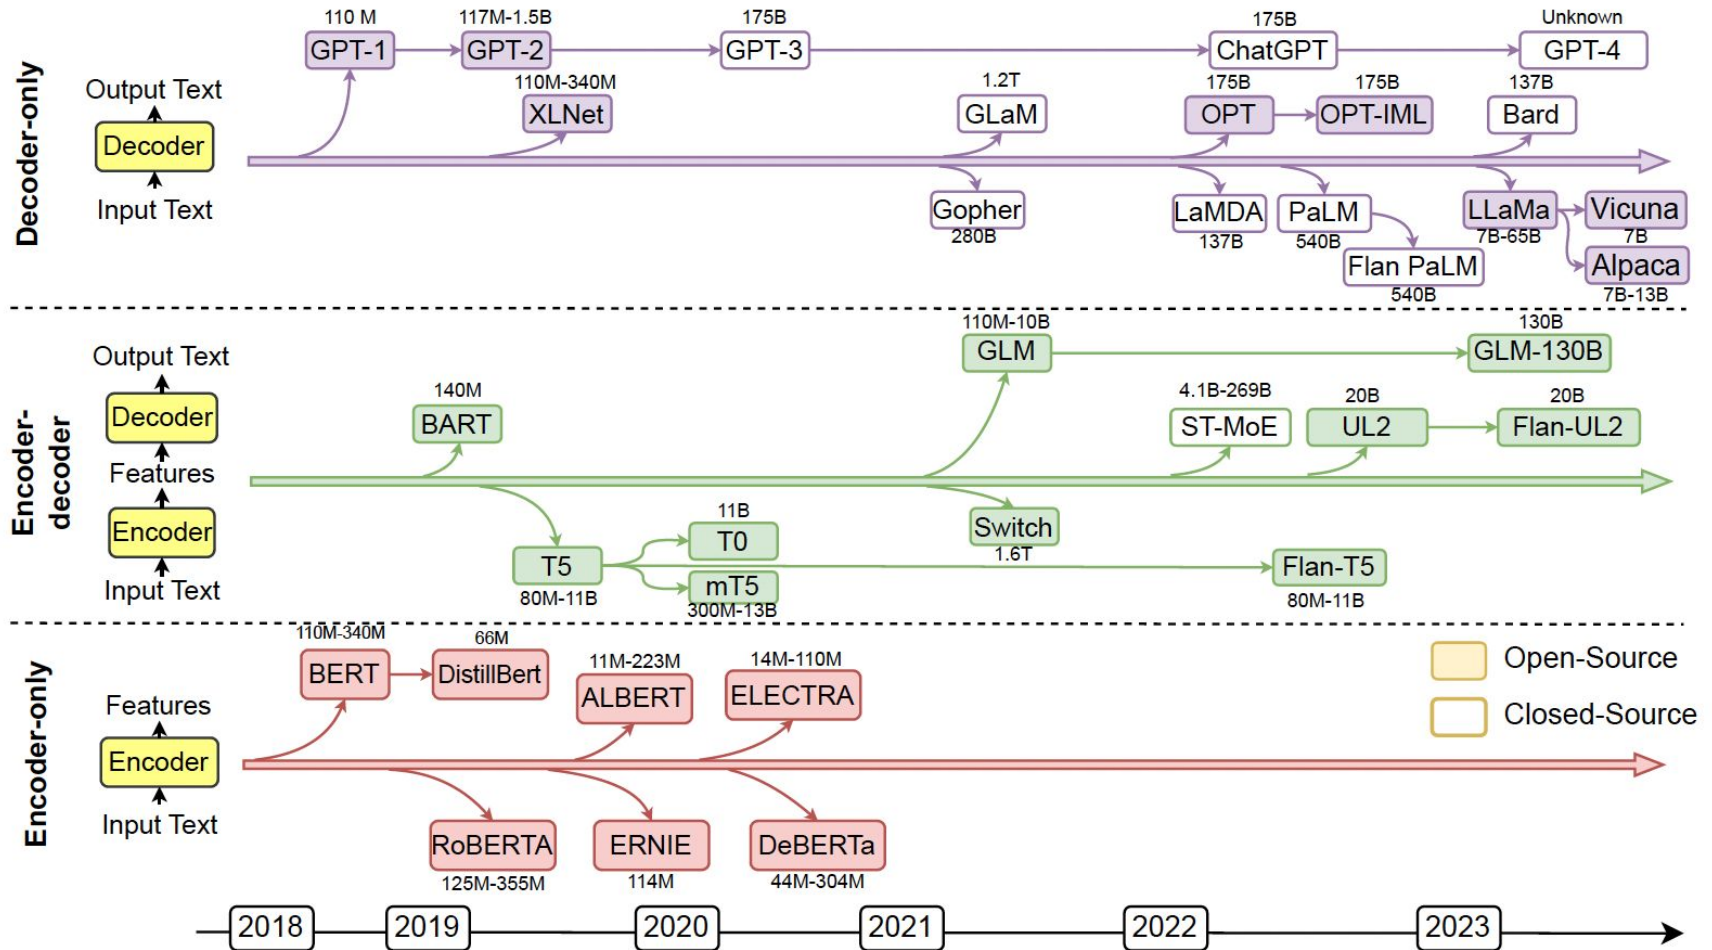 Decoder-only
Output Text
Decoder
Input Text
110 M
GPT-1
117M-1.5B
GPT-2
110M-340M
XLNet
175B
GPT-3
1.2T
GLaM
Gopher
280B
175B
ChatGPT
175B
OPT
175B
OPT-IML
Unknown
GPT-4
137B
Bard
LaMDA
137B
PaLM
540B
Flan PaLM
540B
LLaMa
7B-65B
Vicuna
7B
Alpaca
7B-13B
Encoder-
decoder
Output Text
Decoder
Features
Encoder
Input Text
140M
BART
T5
80M-11B
11B
T0
mT5
300M-13B
110M-10B
GLM
Switch
1.6T
4.1B-269B
ST-MoE
20B
UL2
20B
Flan-UL2
130B
GLM-130B
Flan-T5
80M-11B
Encoder-only
Features
Encoder
Input Text
110M-340M
BERT
66M
DistillBert
11M-223M
ALBERT
14M-110M
ELECTRA
RoBERTA
125M-355M
ERNIE
114M
DeBERTa
44M-304M
Open-Source
Closed-Source
2018
2019
2020
2021
2022
2023